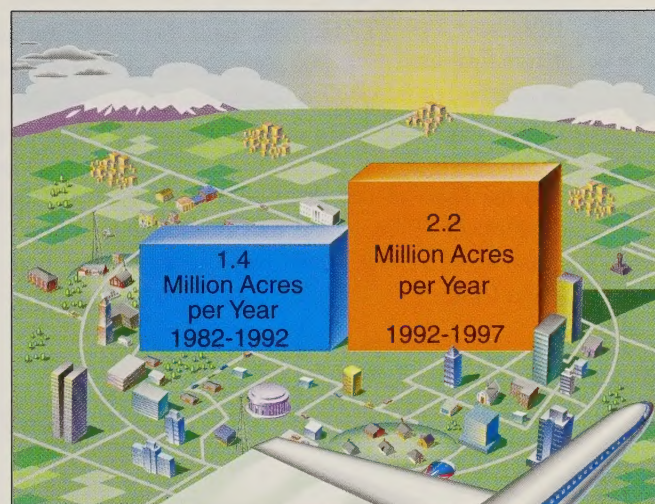 1.4
Million Acres
per Year
1982-1992
2.2
Million Acres
per Year
1992-1997